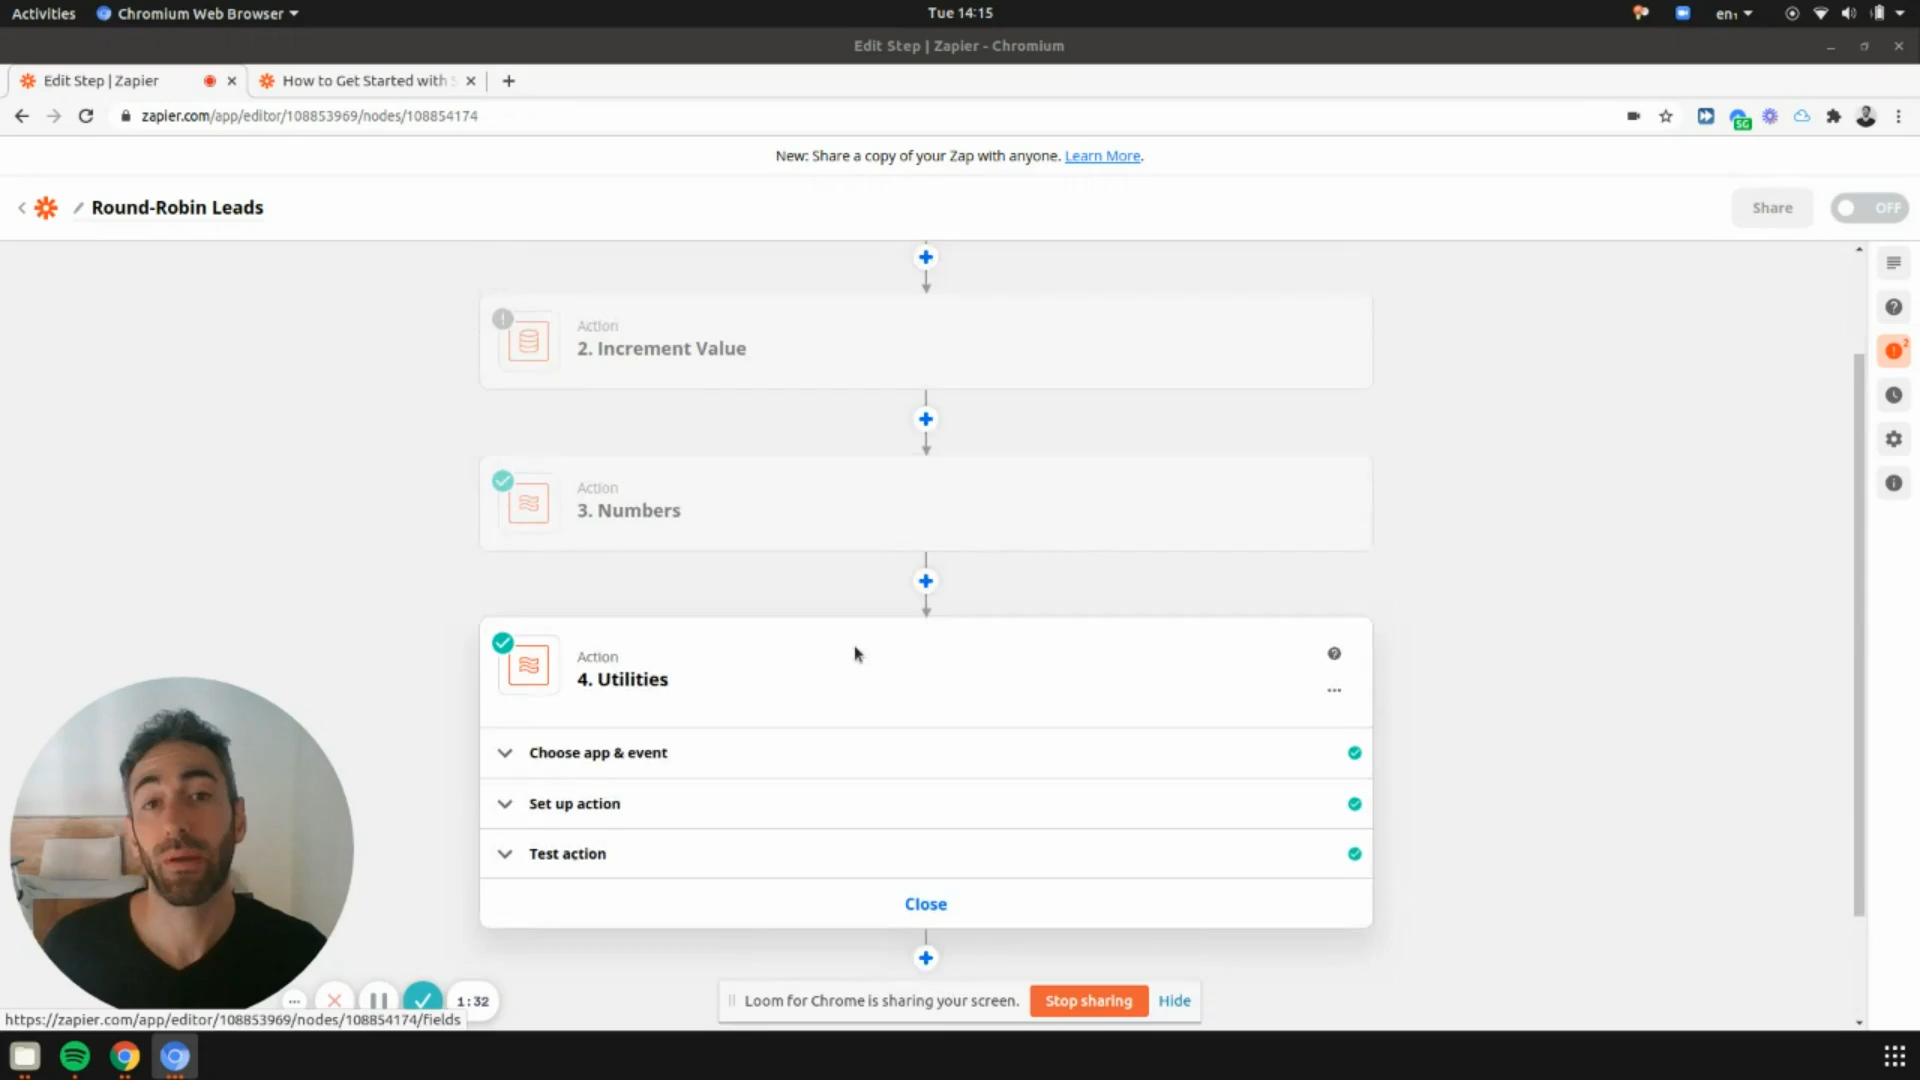 Activities
Chromium Web Browser
Tue 14:15
en₁
Edit Step | Zapier - Chromium
Edit Step | Zapier
How to Get Started with
zapier.com/app/editor/108853969/nodes/108854174
SG
New: Share a copy of your Zap with anyone. Learn More.
Round-Robin Leads
Share
OFF
2
Action
2. Increment Value
Action
3. Numbers
Action
4. Utilities
Choose app & event
Set up action
Test action
Close
1:32
Loom for Chrome is sharing your screen.
Stop sharing
Hide
https://zapier.com/app/editor/108853969/nodes/108854174/fields